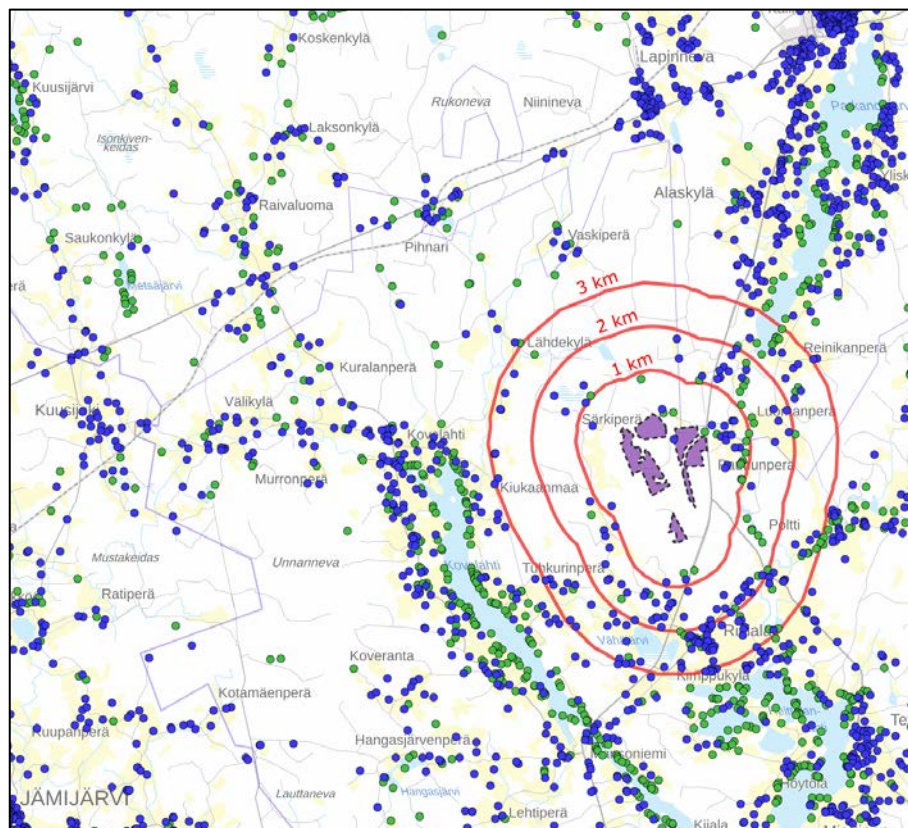 Koskenkylä
Lapinneva
Kuusijärvi
Rukoneva
Niinineva
Isonkiven-
keidas
Laksonkylä
Alaskylä
Raivaluoma
Saukonkylä
Vaskiperä
Pihnari
Metsäjärvi
3 km
2 km
Lähdekylä
Reinikanperä
Kuralanperä
1 km
Kuusijoki
Välikylä
Särkiperä
Kovelahti
Murronperä
Kiukaanmaa
Poltti
Mustakeidas
Unnanneva
Kovelahti
Tuhkurinperä
Ratiperä
Vähäjärvi
Koveranta
Kimppukylä
Kotamäenperä
Ruupanperä
Hangasjärvenperä
Höytölä
JÄMIJÄRVI
Lauttaneva
Hangasjärvi
Lehtiperä
Kijala